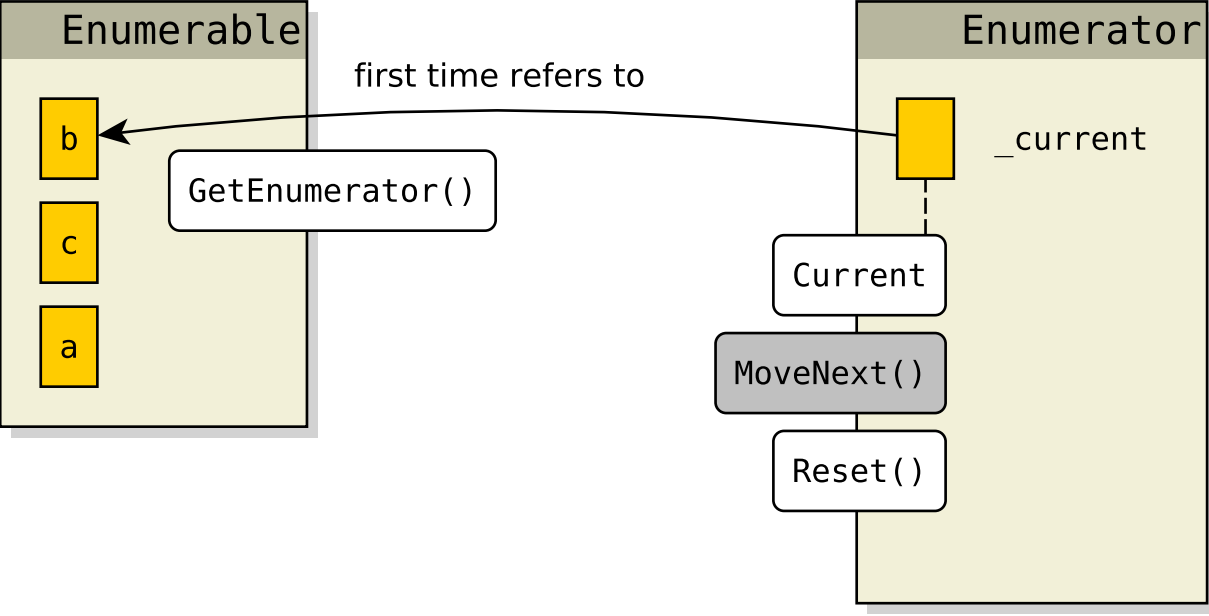 Enumerable
Enumerator
first time refers to
b
_current
GetEnumerator()
c
Current
a
MoveNext()
Reset()